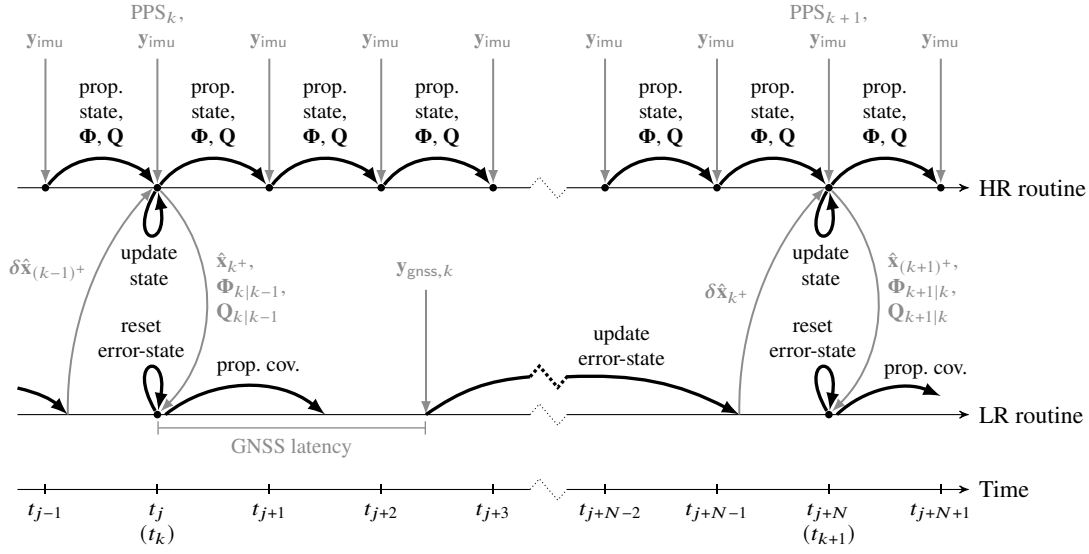 PPS_k, PPS_{k+1},
y_imu y_imu y_imu y_imu y_imu y_imu y_imu y_imu y_imu
prop. prop. prop. prop. prop. prop. prop.
state, state, state, state, state, state, state,
Φ, Q Φ, Q Φ, Q Φ, Q Φ, Q Φ, Q Φ, Q
HR routine
δx̂_{(k−1)^+}
update
state
x̂_{k^+},
Φ_{k|k−1},
Q_{k|k−1}
y_{gnss,k}
δx̂_{k^+}
update
state
x̂_{(k+1)^+},
Φ_{k+1|k},
Q_{k+1|k}
reset
error-state
prop. cov.
update
error-state
reset
error-state
prop. cov.
LR routine
GNSS latency
Time
t_{j−1} t_j t_{j+1} t_{j+2} t_{j+3} t_{j+N−2} t_{j+N−1} t_{j+N} t_{j+N+1}
(t_k) (t_{k+1})